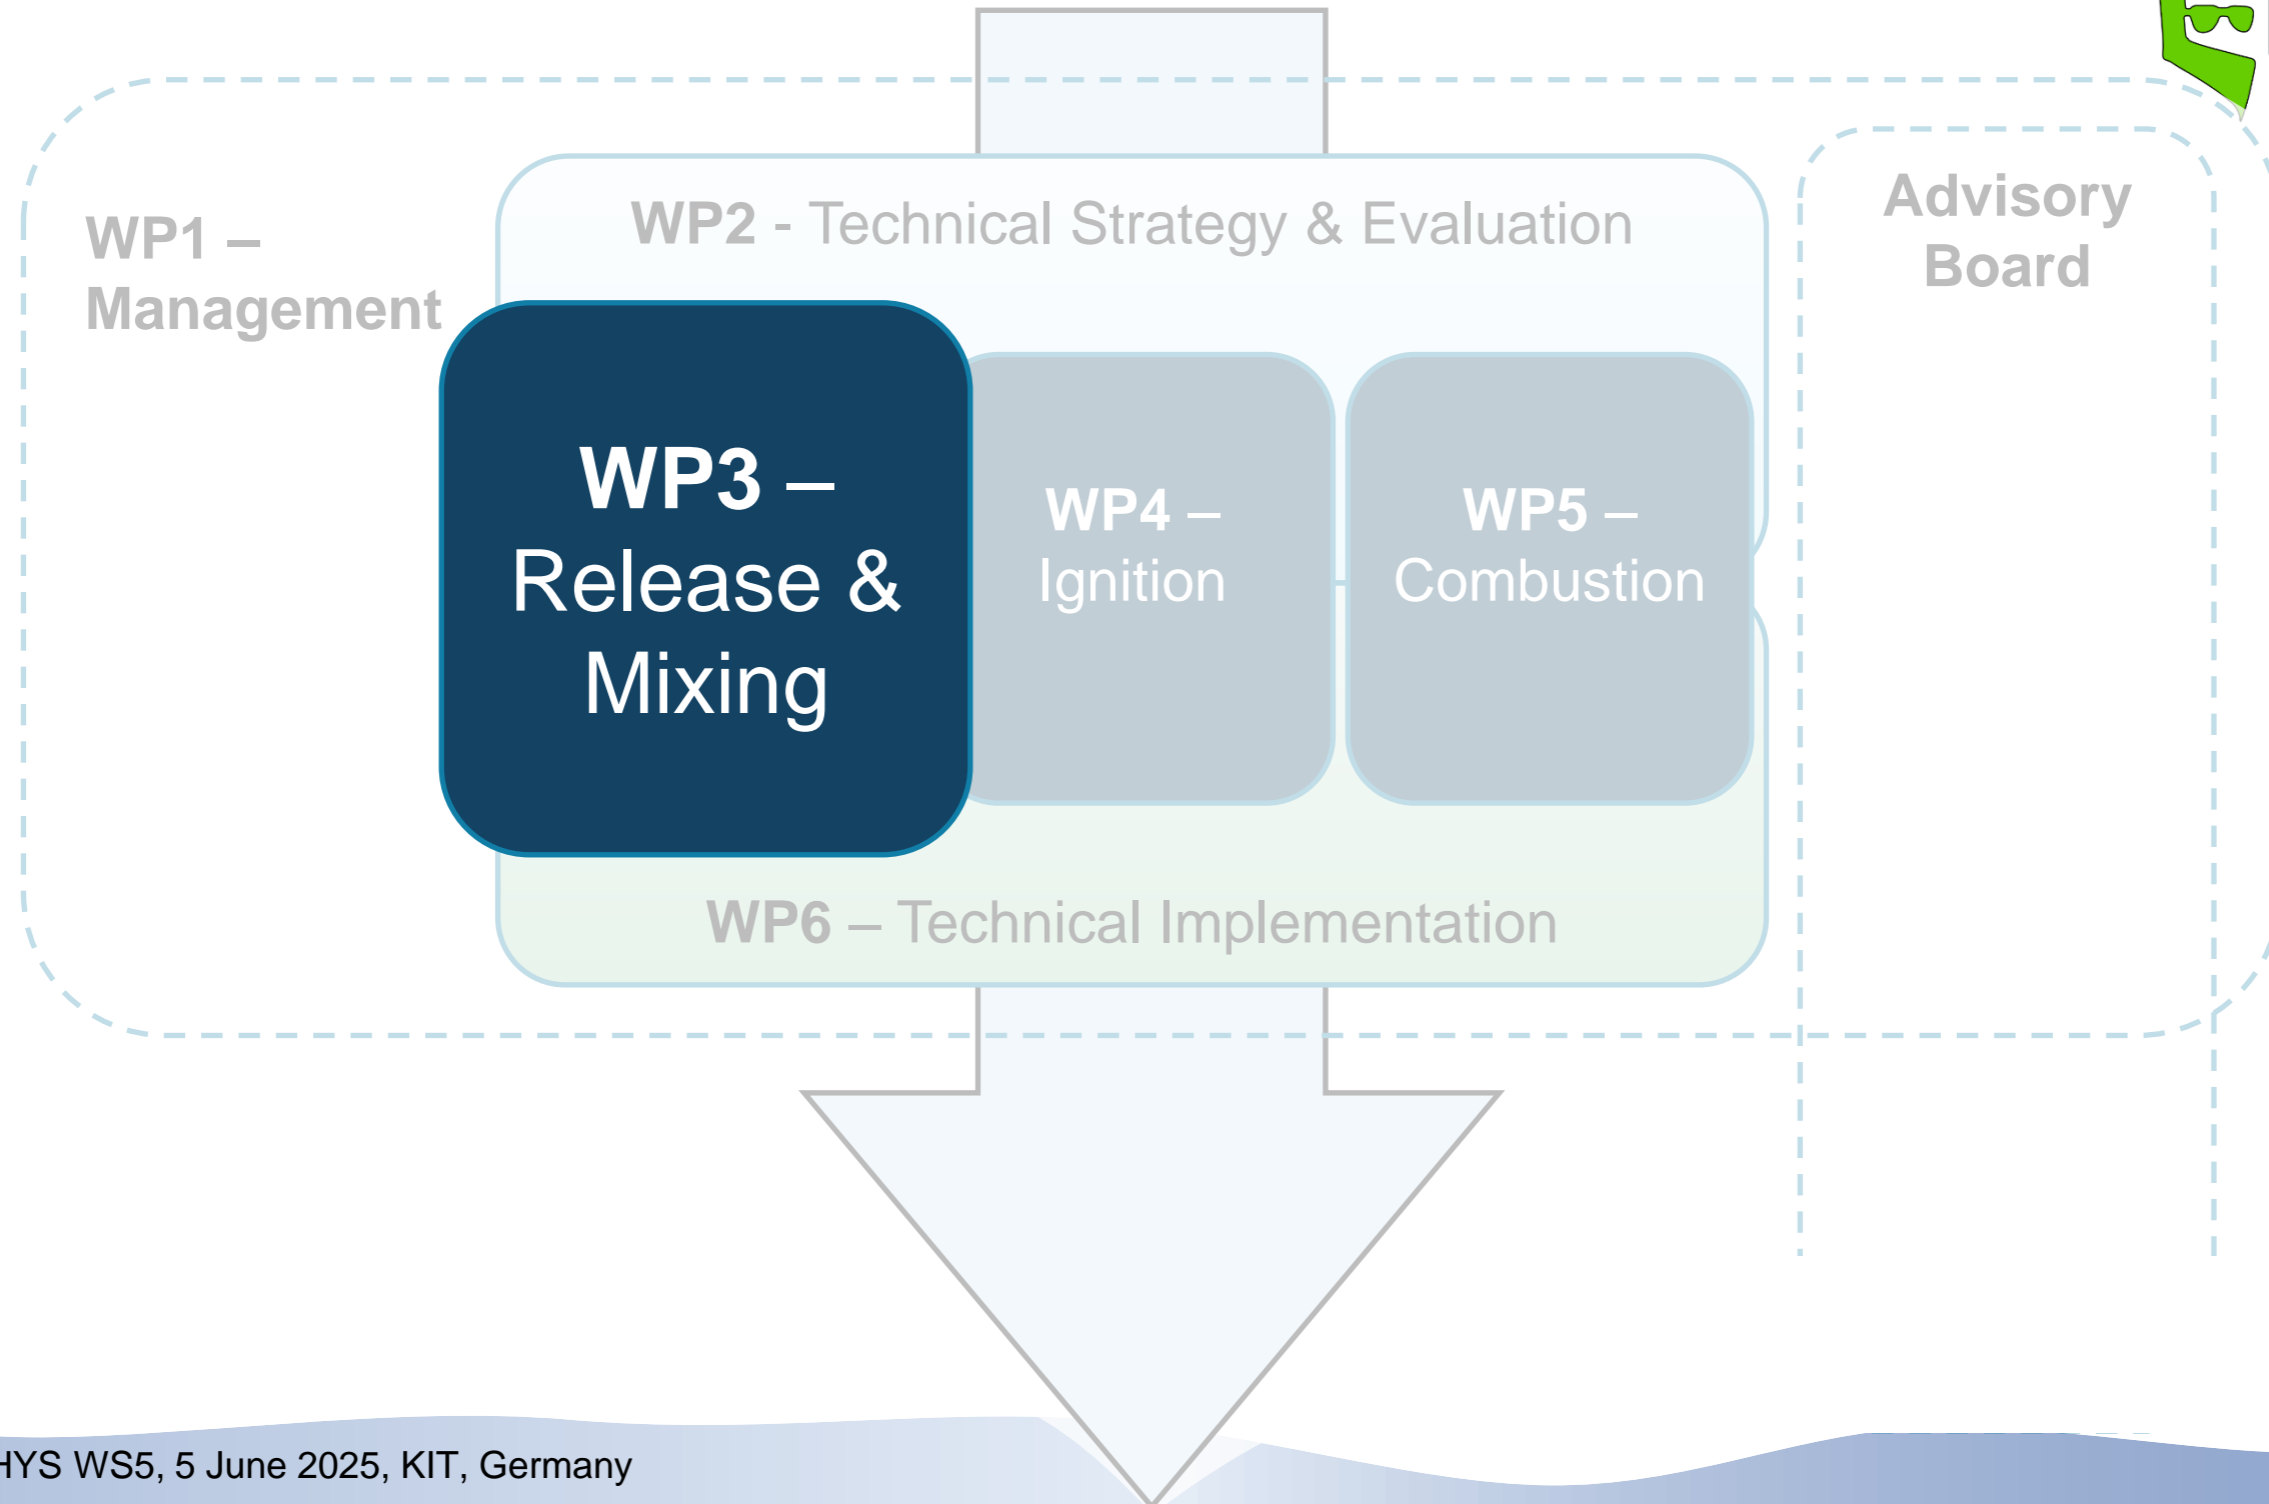 WP1 –
Management
WP2 - Technical Strategy & Evaluation
Advisory
Board
WP3 –
Release &
Mixing
WP4 –
Ignition
WP5 –
Combustion
WP6 – Technical Implementation
HYS WS5, 5 June 2025, KIT, Germany